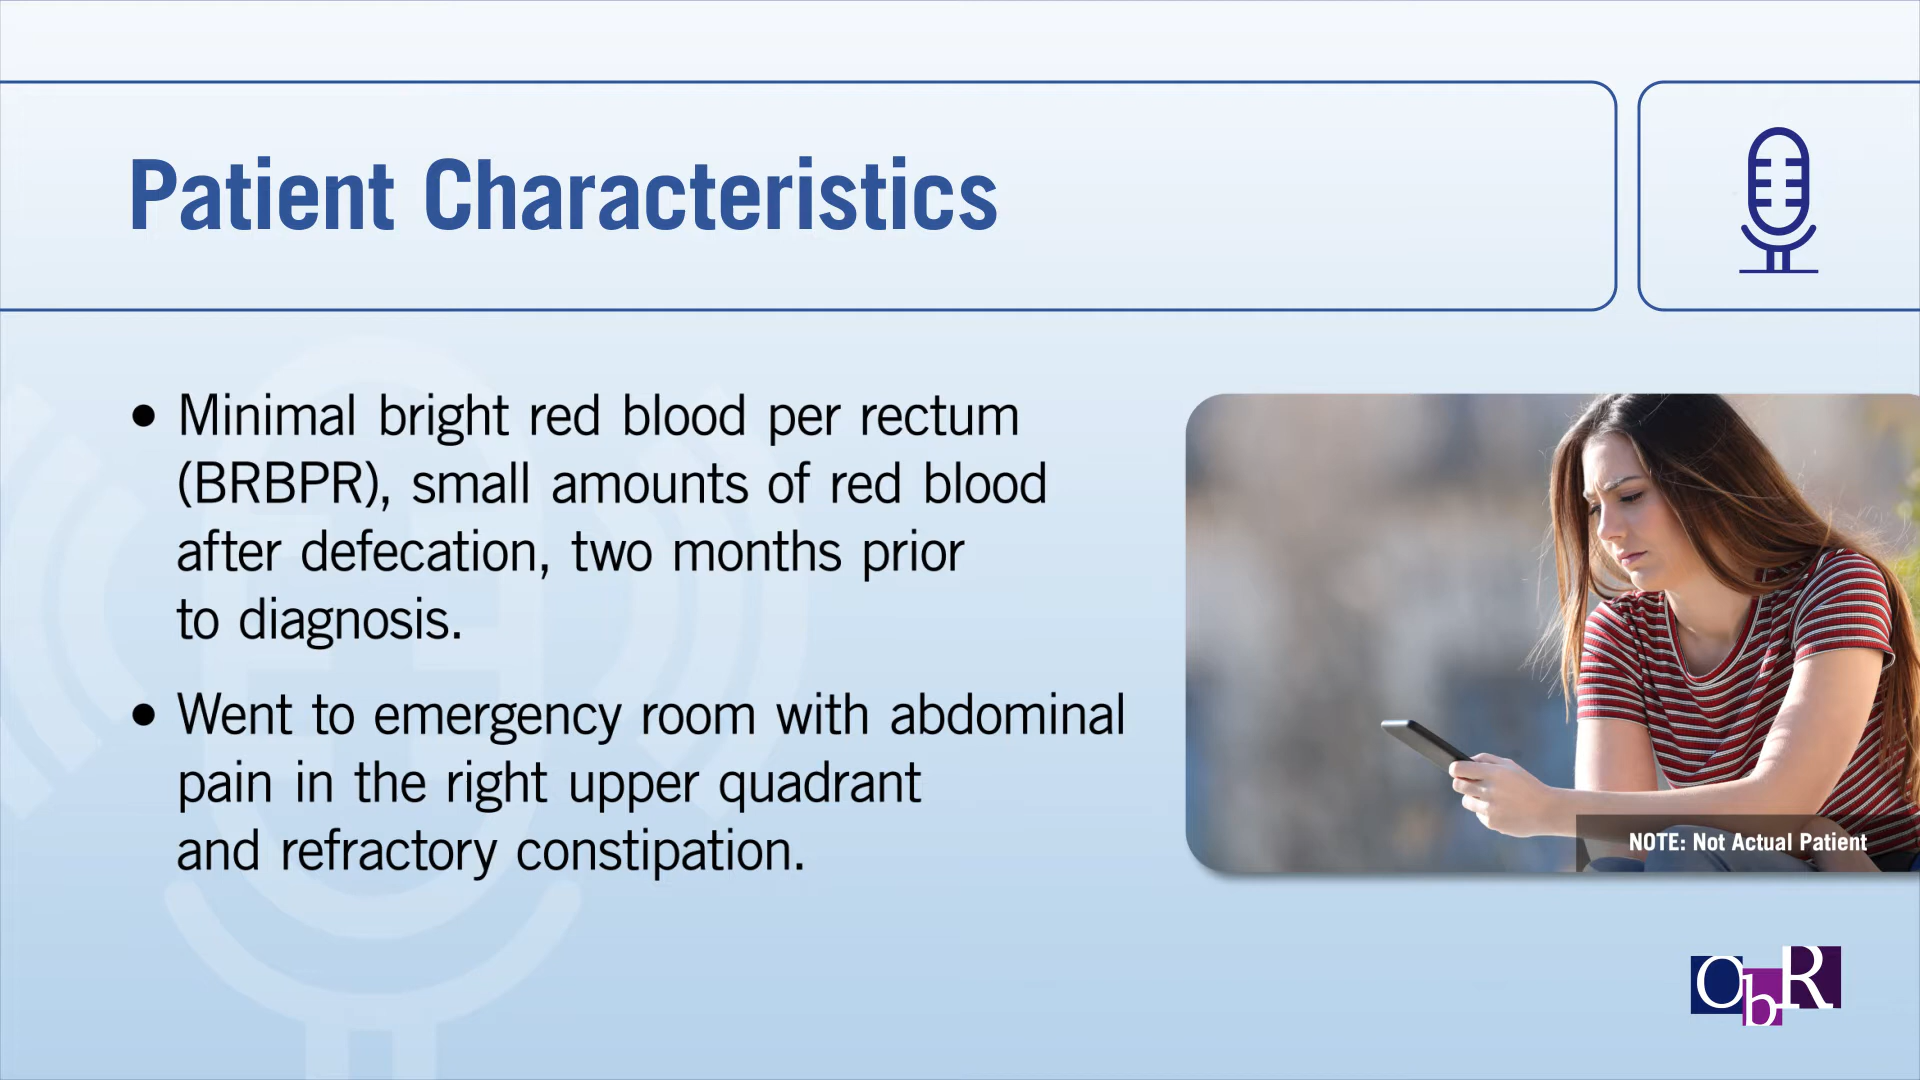 Patient Characteristics
• Minimal bright red blood per rectum
(BRBPR), small amounts of red blood
after defecation, two months prior
to diagnosis.
• Went to emergency room with abdominal
pain in the right upper quadrant
and refractory constipation.
NOTE: Not Actual Patient
ObR